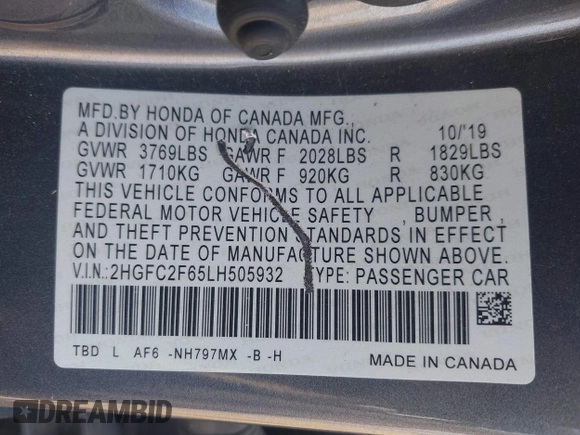 MFD.BY HONDA OF CANADA MFG.,
A DIVISION OF HONDA CANADA INC. 10/'19
GVWR 3769LBS GAWR F 2028LBS R 1829LBS
GVWR 1710KG GAWR F 920KG R 830KG
THIS VEHICLE CONFORMS TO ALL APPLICABLE
FEDERAL MOTOR VEHICLE SAFETY , BUMPER ,
AND THEFT PREVENTION STANDARDS IN EFFECT
ON THE DATE OF MANUFACTURE SHOWN ABOVE.
V.I.N.: 2HGFC2F65LH505932 TYPE: PASSENGER CAR
TBD L AF6 -NH797MX -B -H
MADE IN CANADA
DREAMBID